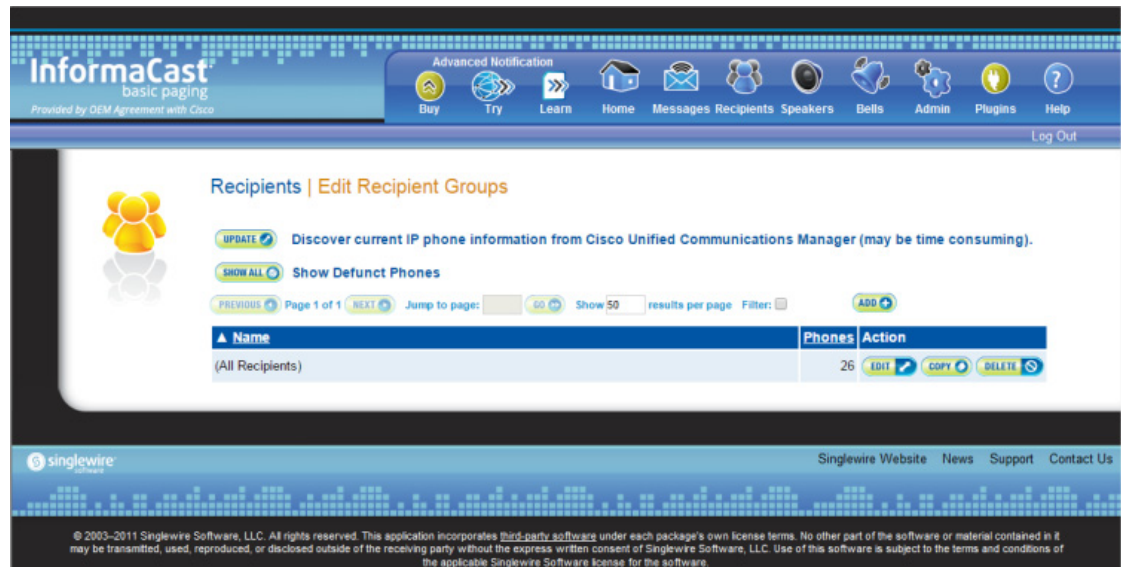 InformaCast
basic paging
Provided by OEM Agreement with Cisco
Advanced Notification
Buy Try Learn Home Messages Recipients Speakers Bells Admin Plugins Help
Log Out
Recipients | Edit Recipient Groups
UPDATE Discover current IP phone information from Cisco Unified Communications Manager (may be time consuming).
SHOW ALL Show Defunct Phones
PREVIOUS Page 1 of 1 NEXT Jump to page: GO Show 50 results per page Filter: ADD
▲ Name Phones Action
(All Recipients) 26 EDIT COPY DELETE
singlewire
software
Singlewire Website News Support Contact Us
© 2003–2011 Singlewire Software, LLC. All rights reserved. This application incorporates third-party software under each package's own license terms. No other part of the software or material contained in it
may be transmitted, used, reproduced, or disclosed outside of the receiving party without the express written consent of Singlewire Software, LLC. Use of this software is subject to the terms and conditions of
the applicable Singlewire Software license for the software.